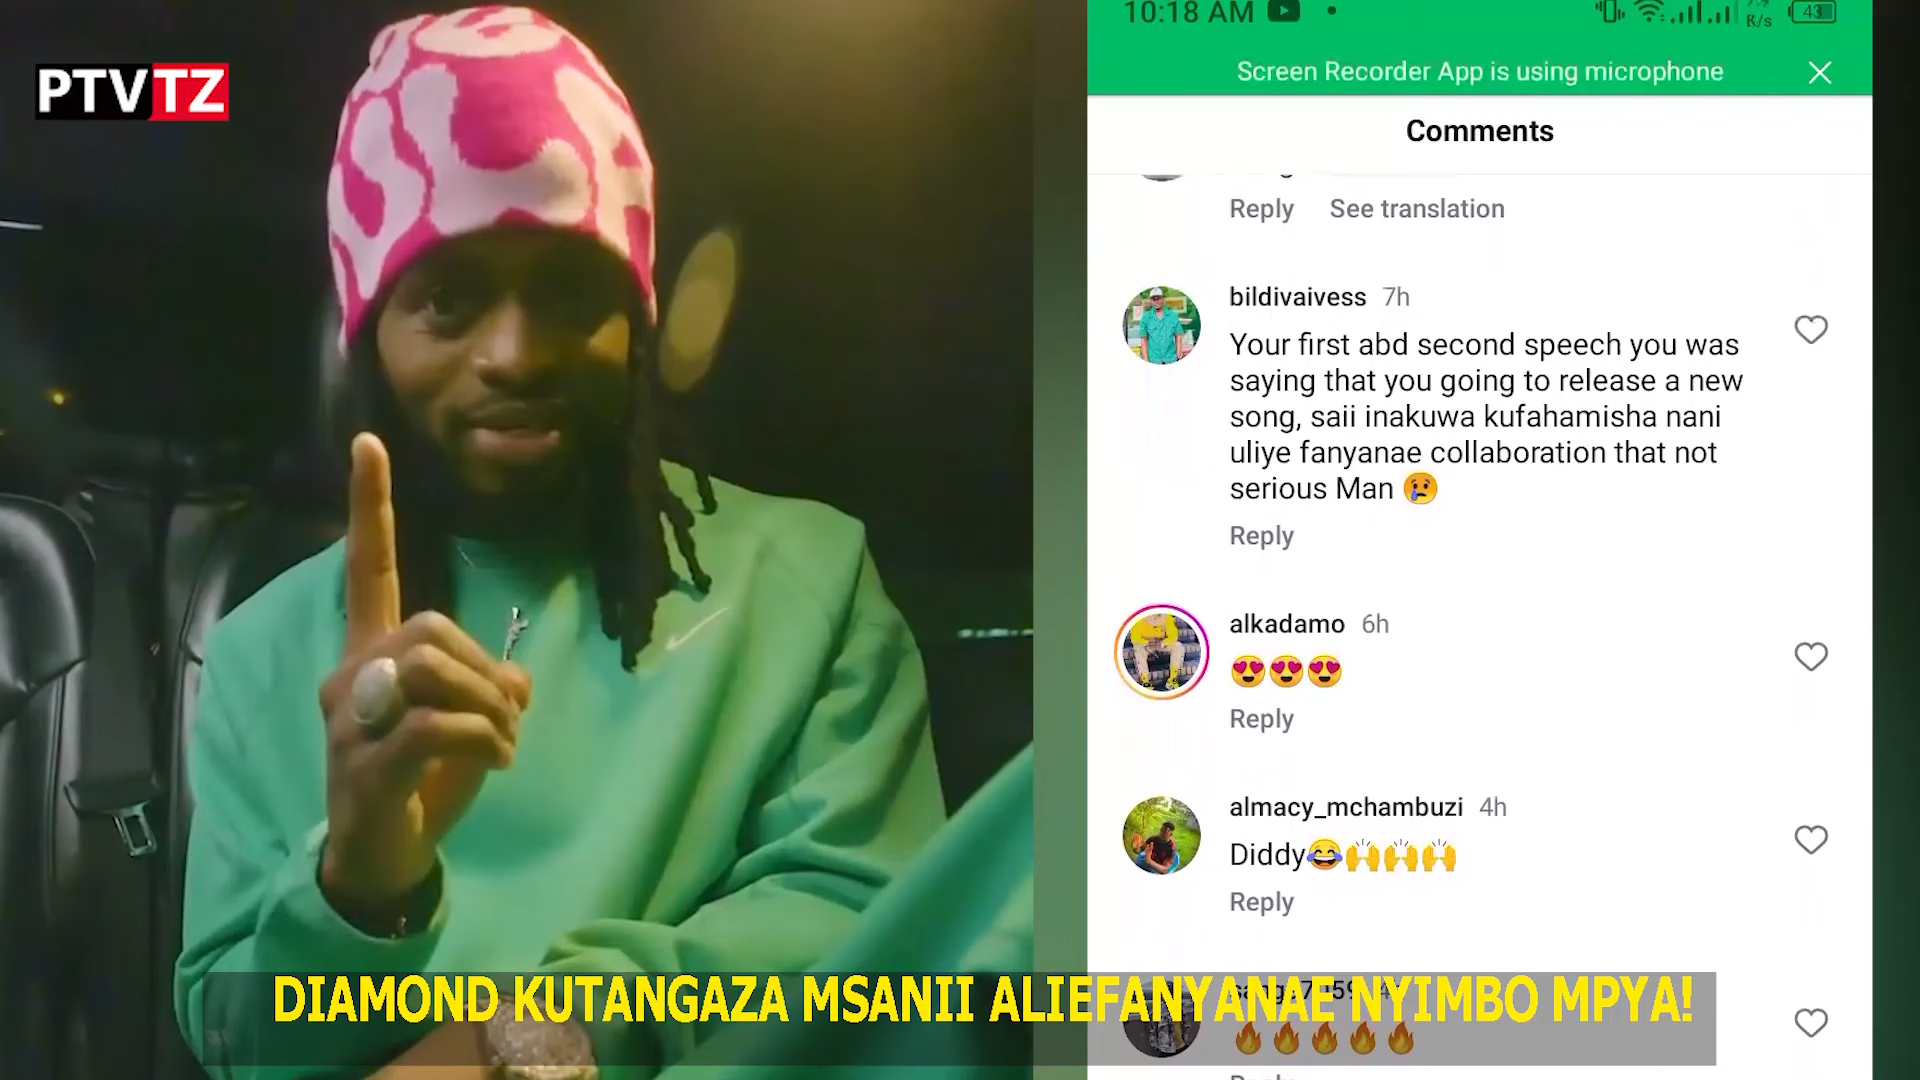 PTVTZ
10:18 AM
43
Screen Recorder App is using microphone
Comments
Reply See translation
bildivaivess 7h
Your first abd second speech you was
saying that you going to release a new
song, saii inakuwa kufahamisha nani
uliye fanyanae collaboration that not
serious Man 😢
Reply
alkadamo 6h
😍😍😍
Reply
almacy_mchambuzi 4h
Diddy😂🙌🙌🙌
Reply
DIAMOND KUTANGAZA MSANII ALIEFANYANAE NYIMBO MPYA!
🔥🔥🔥🔥🔥